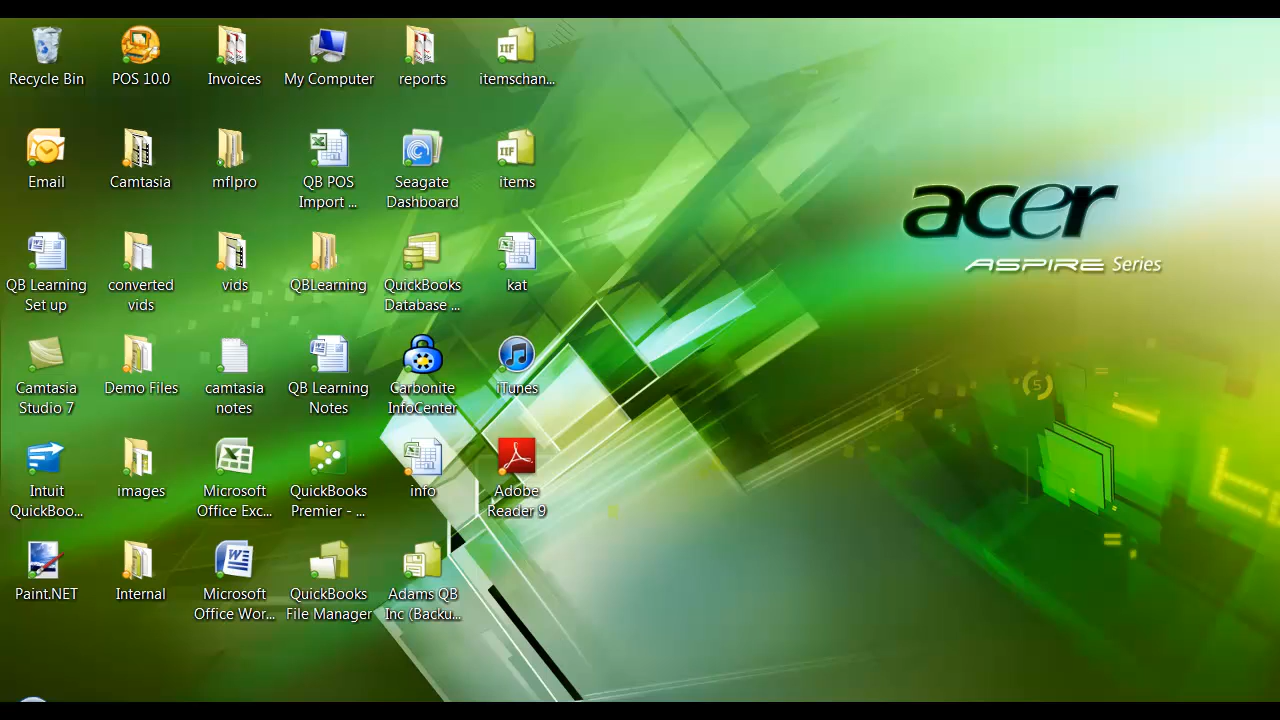 Recycle Bin
POS 10.0
Invoices
My Computer
reports
itemschan...
IIF
Email
Camtasia
mflpro
QB POS
Import ...
Seagate
Dashboard
items
IIF
QB Learning
Set up
converted
vids
vids
QBLearning
QuickBooks
Database ...
kat
Camtasia
Studio 7
Demo Files
camtasia
notes
QB Learning
Notes
Carbonite
InfoCenter
iTunes
Intuit
QuickBoo...
images
Microsoft
Office Exc...
QuickBooks
Premier - ...
info
Adobe
Reader 9
Paint.NET
Internal
Microsoft
Office Wor...
QuickBooks
File Manager
Adams QB
Inc (Backu...
acer
ASPIRE Series
5